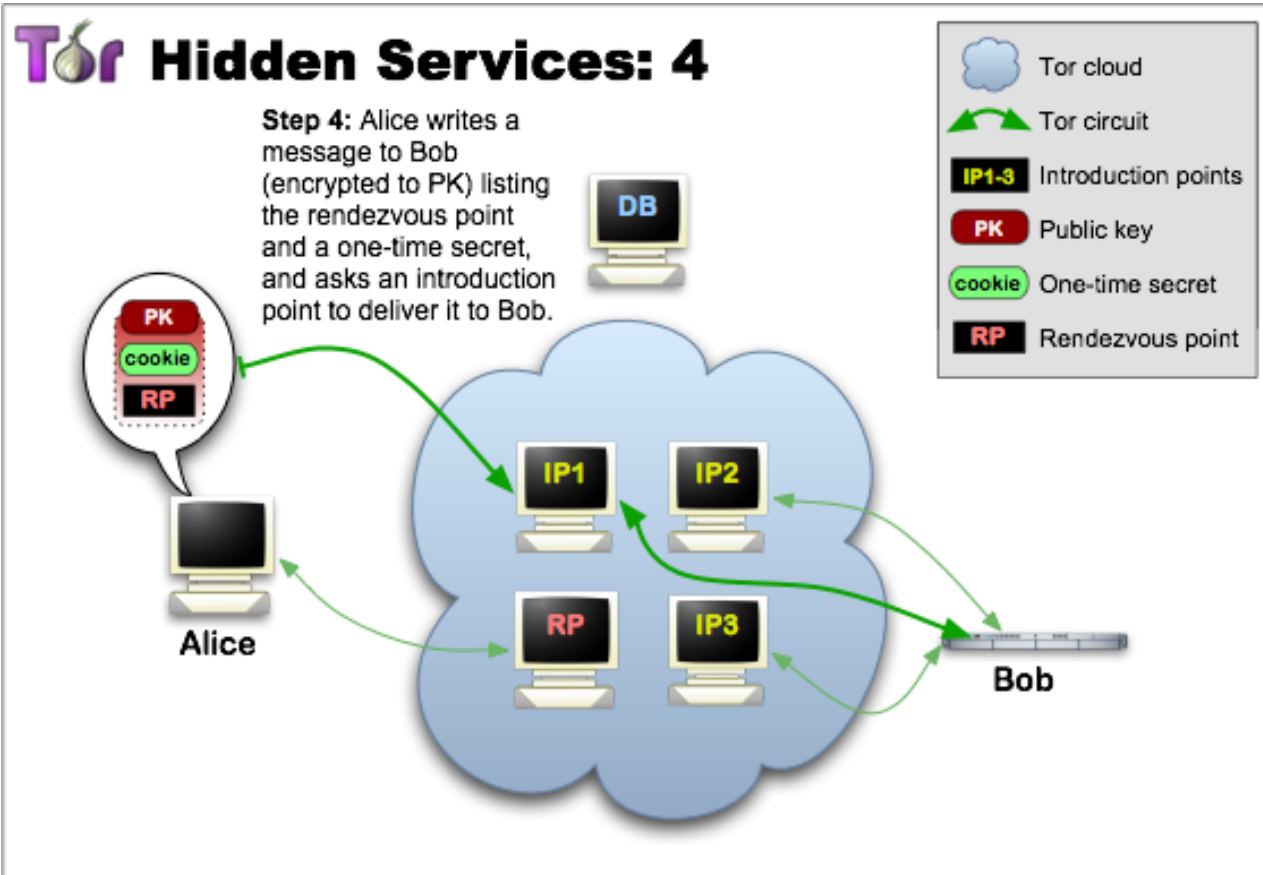 Tor Hidden Services: 4
Step 4: Alice writes a
message to Bob
(encrypted to PK) listing
the rendezvous point
and a one-time secret,
and asks an introduction
point to deliver it to Bob.
DB
Tor cloud
Tor circuit
IP1-3 Introduction points
PK Public key
cookie One-time secret
RP Rendezvous point
PK
cookie
RP
Alice
IP1
IP2
RP
IP3
Bob